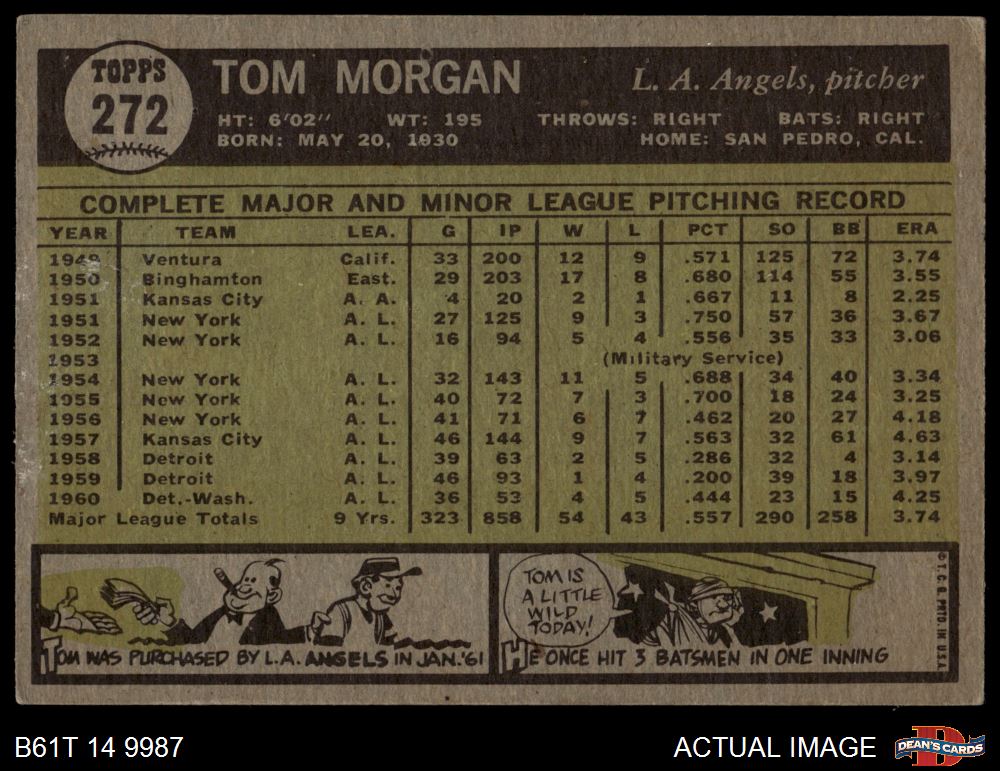 TOPPS
272
TOM MORGAN
L. A. Angels, pitcher
HT: 6'02" WT: 195 THROWS: RIGHT BATS: RIGHT
BORN: MAY 20, 1930 HOME: SAN PEDRO, CAL.
COMPLETE MAJOR AND MINOR LEAGUE PITCHING RECORD
YEAR TEAM LEA. G IP W L PCT SO BB ERA
1949 Ventura Calif. 33 200 12 9 .571 125 72 3.74
1950 Binghamton East. 29 203 17 8 .680 114 55 3.55
1951 Kansas City A. A. 4 20 2 1 .667 11 8 2.25
1951 New York A. L. 27 125 9 3 .750 57 36 3.67
1952 New York A. L. 16 94 5 4 .556 35 33 3.06
1953 (Military Service)
1954 New York A. L. 32 143 11 5 .688 34 40 3.34
1955 New York A. L. 40 72 7 3 .700 18 24 3.25
1956 New York A. L. 41 71 6 7 .462 20 27 4.18
1957 Kansas City A. L. 46 144 9 7 .563 32 61 4.63
1958 Detroit A. L. 39 63 2 5 .286 32 4 3.14
1959 Detroit A. L. 46 93 1 4 .200 39 18 3.97
1960 Det.-Wash. A. L. 36 53 4 5 .444 23 15 4.25
Major League Totals 9 Yrs. 323 858 54 43 .557 290 258 3.74
TOM WAS PURCHASED BY L.A. ANGELS IN JAN. '61
TOM IS
A LITTLE
WILD
TODAY!
HE ONCE HIT 3 BATSMEN IN ONE INNING
© T. C. G. PRTD. IN U.S.A.
B61T 14 9987
ACTUAL IMAGE
DEAN'S CARDS